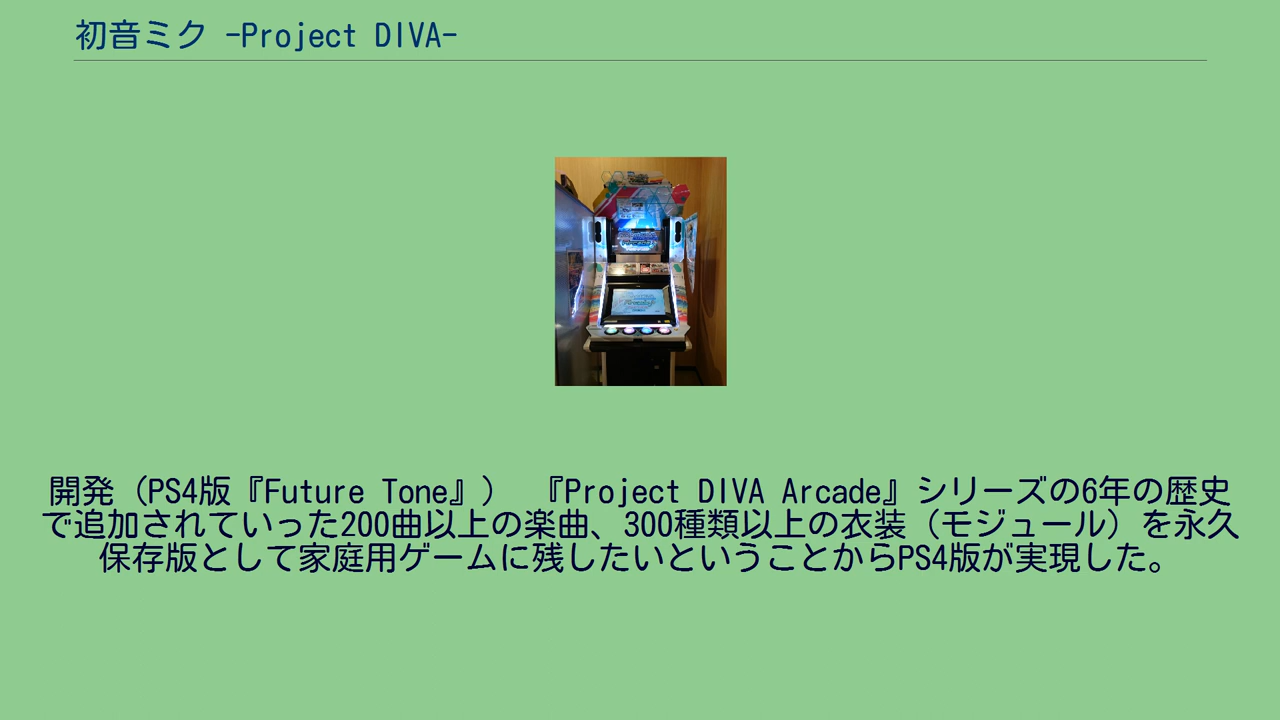 初音ミク -Project DIVA-
開発（PS4版『Future Tone』）　『Project DIVA Arcade』シリーズの6年の歴史
で追加されていった200曲以上の楽曲、300種類以上の衣装（モジュール）を永久
保存版として家庭用ゲームに残したいということからPS4版が実現した。